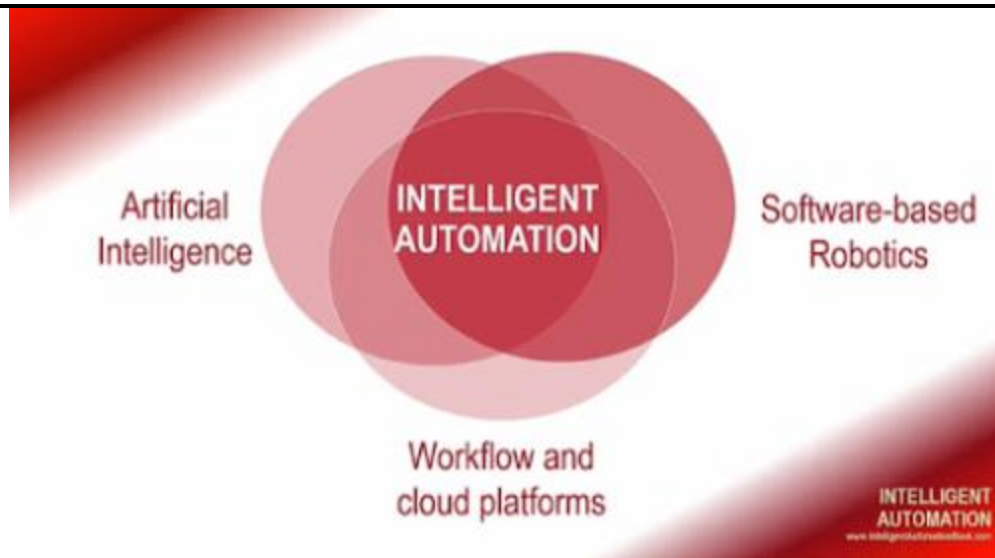 Artificial
Intelligence
INTELLIGENT
AUTOMATION
Software-based
Robotics
Workflow and
cloud platforms
INTELLIGENT
AUTOMATION